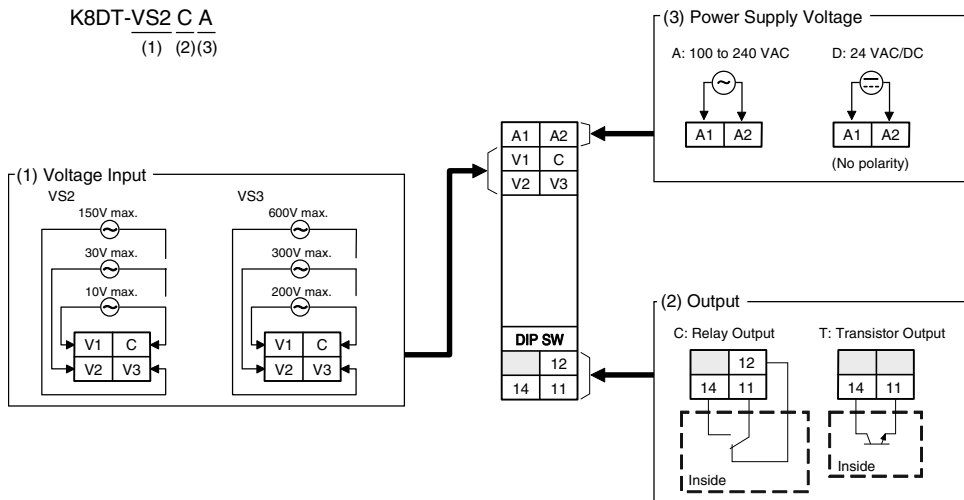 K8DT-VS2 C A
(1) (2)(3)
(3) Power Supply Voltage
A: 100 to 240 VAC
D: 24 VAC/DC
A1 A2
A1 A2
(No polarity)
A1 A2
V1 C
V2 V3
DIP SW
12
14 11
(1) Voltage Input
VS2
150V max.
30V max.
10V max.
V1 C
V2 V3
VS3
600V max.
300V max.
200V max.
V1 C
V2 V3
(2) Output
C: Relay Output
12
14 11
Inside
T: Transistor Output
14 11
Inside